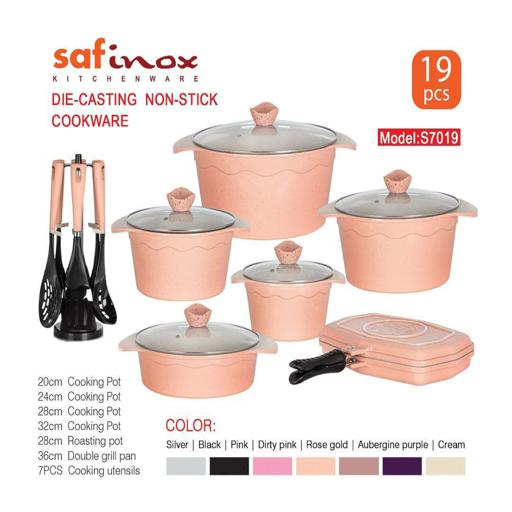 safinox
KITCHENWARE
DIE-CASTING NON-STICK
COOKWARE
19
pcs
Model:S7019
20cm Cooking Pot
24cm Cooking Pot
28cm Cooking Pot
32cm Cooking Pot
28cm Roasting pot
36cm Double grill pan
7PCS Cooking utensils
COLOR:
Silver | Black | Pink | Dirty pink | Rose gold | Aubergine purple | Cream